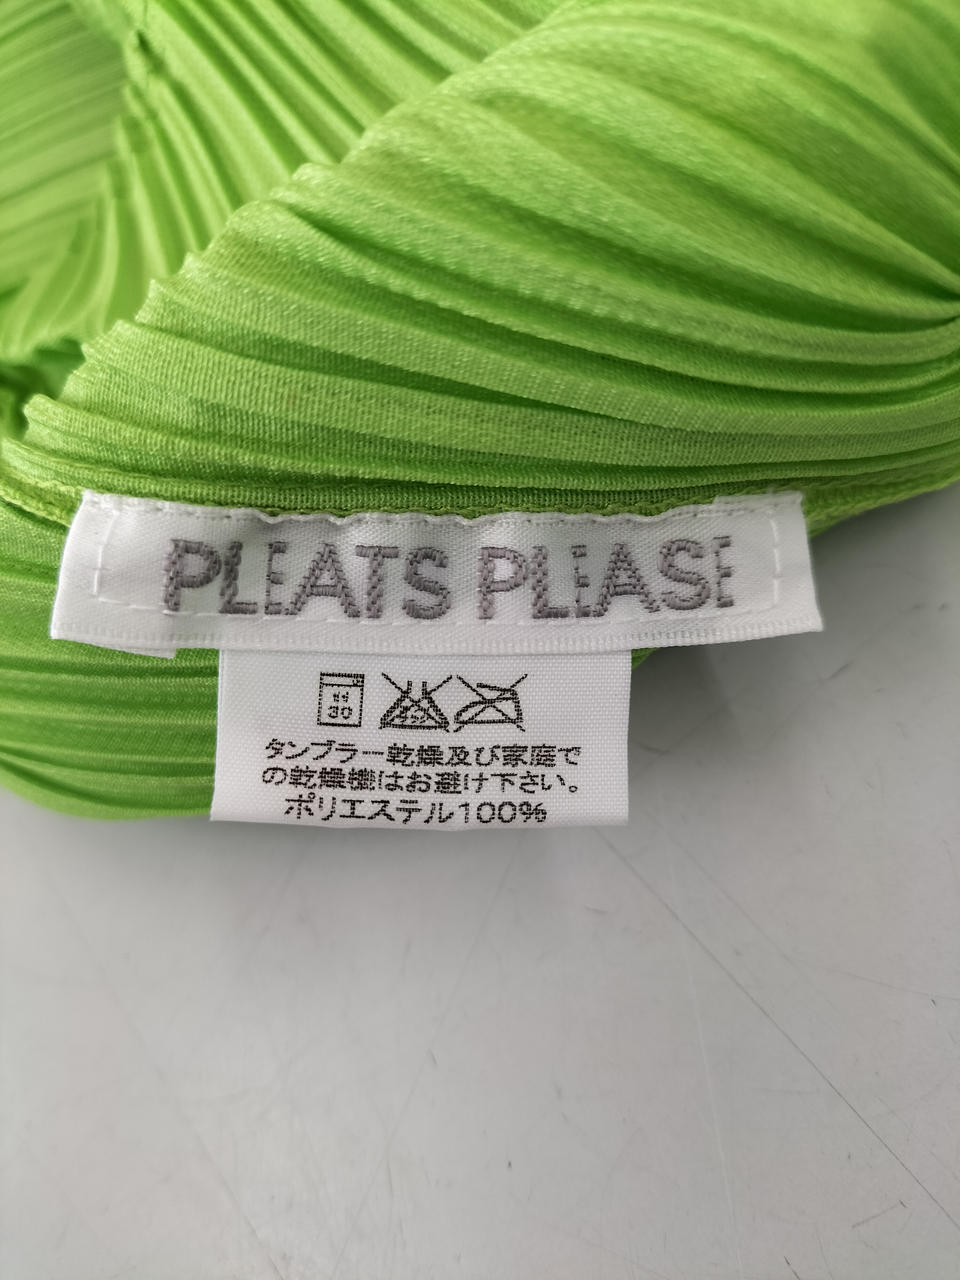 PLEATS PLEASE
30
タンブラー乾燥及び家庭で
の乾燥機はお避け下さい。
ポリエステル100%